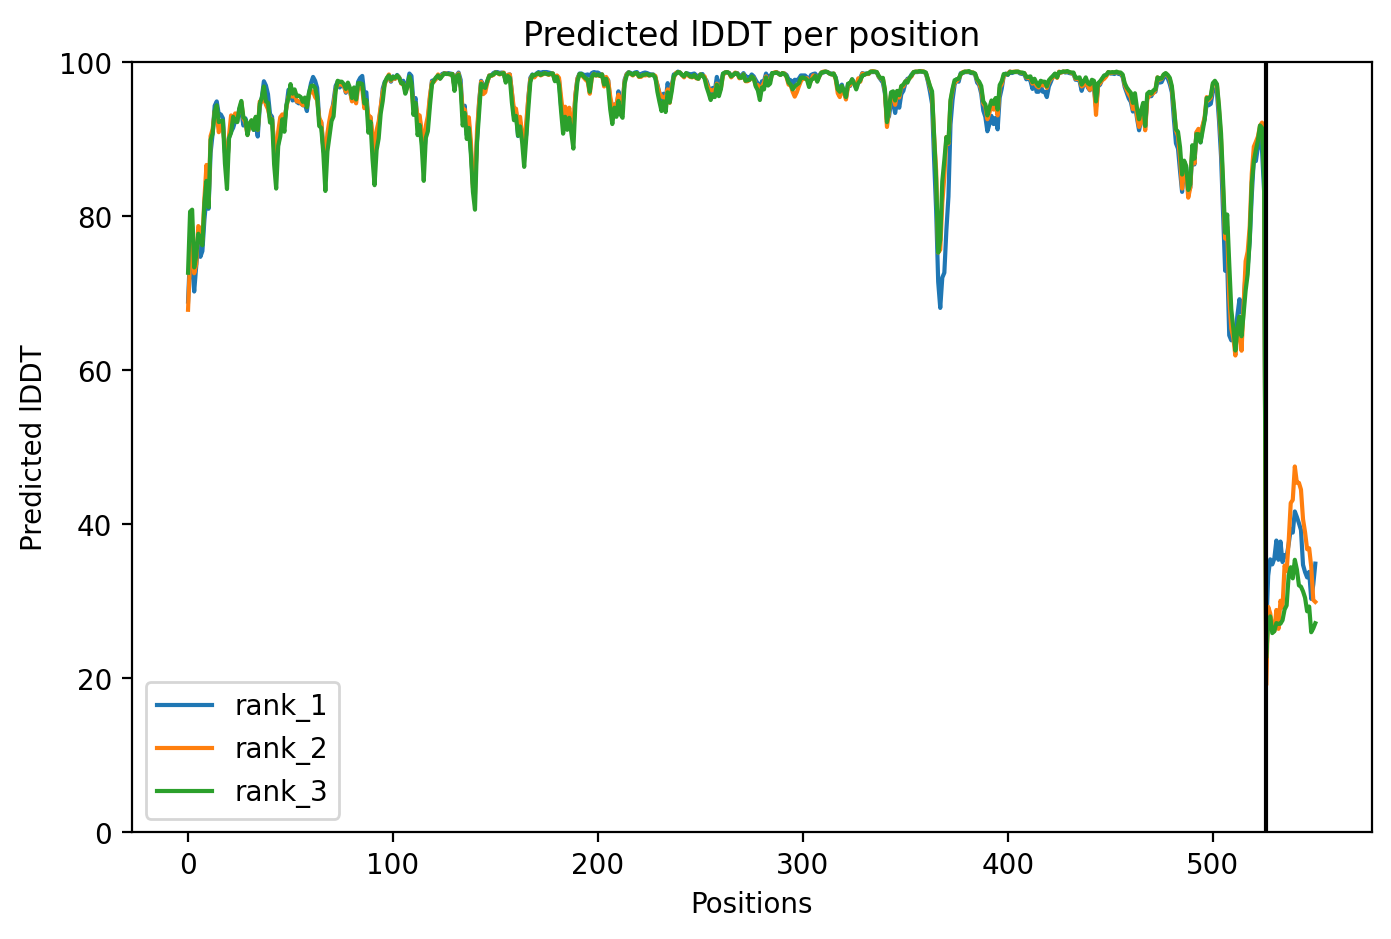 Predicted lDDT per position
Predicted lDDT
100
80
60
40
20
0
rank_1
rank_2
rank_3
0 100 200 300 400 500
Positions